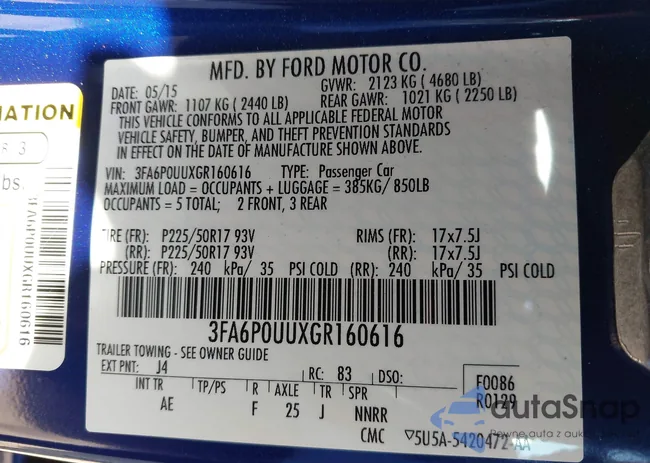 MFD. BY FORD MOTOR CO.
DATE: 05/15 GVWR: 2123 KG ( 4680 LB)
FRONT GAWR: 1107 KG ( 2440 LB) REAR GAWR: 1021 KG ( 2250 LB)
THIS VEHICLE CONFORMS TO ALL APPLICABLE FEDERAL MOTOR
VEHICLE SAFETY, BUMPER, AND THEFT PREVENTION STANDARDS
IN EFFECT ON THE DATE OF MANUFACTURE SHOWN ABOVE.
VIN: 3FA6P0UUXGR160616 TYPE: Passenger Car
MAXIMUM LOAD = OCCUPANTS + LUGGAGE = 385KG/ 850LB
OCCUPANTS = 5 TOTAL; 2 FRONT, 3 REAR
TIRE (FR): P225/50R17 93V RIMS (FR): 17x7.5J
(RR): P225/50R17 93V (RR): 17x7.5J
PRESSURE (FR): 240 kPa/ 35 PSI COLD (RR): 240 kPa/ 35 PSI COLD
3FA6P0UUXGR160616
TRAILER TOWING - SEE OWNER GUIDE
EXT PNT: J4 RC: 83 DSO: F0086
INT TR TP/PS R AXLE TR SPR R0129
AE F 25 J NNRR
CMC ▽5U5A-5420472-AA
NATION
3
bs.
3FA6P0UUXGR160616
autaSnap
Pewne auta z aukcji